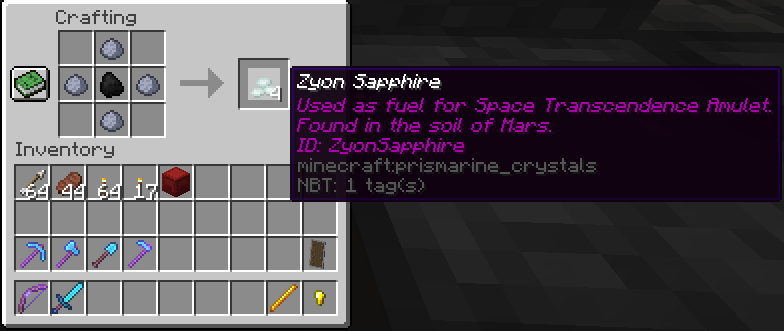 Crafting
4
Zyon Sapphire
Used as fuel for Space Transcendence Amulet.
Found in the soil of Mars.
ID: ZyonSapphire
minecraft:prismarine_crystals
NBT: 1 tag(s)
Inventory
64 44 64 17